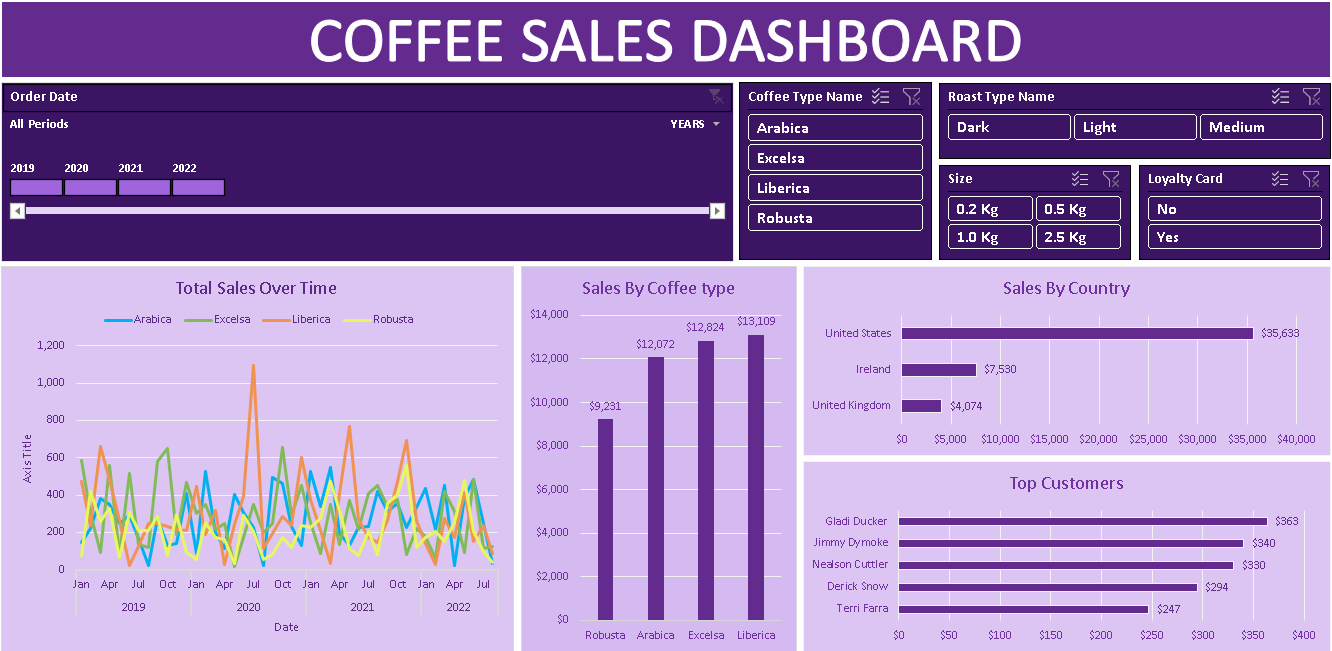 COFFEE SALES DASHBOARD
Order Date
All Periods
YEARS
2019 2020 2021 2022
Coffee Type Name
Arabica
Excelsa
Liberica
Robusta
Roast Type Name
Dark Light Medium
Size
0.2 Kg 0.5 Kg
1.0 Kg 2.5 Kg
Loyalty Card
No
Yes
Total Sales Over Time
Arabica Excelsa Liberica Robusta
1,200
1,000
800
600
400
200
0
Axis Title
Jan Apr Jul Oct Jan Apr Jul Oct Jan Apr Jul Oct Jan Apr Jul
2019 2020 2021 2022
Date
Sales By Coffee type
$14,000
$12,000
$10,000
$8,000
$6,000
$4,000
$2,000
$0
$9,231 $12,072 $12,824 $13,109
Robusta Arabica Excelsa Liberica
Sales By Country
United States $35,633
Ireland $7,530
United Kingdom $4,074
$0 $5,000 $10,000 $15,000 $20,000 $25,000 $30,000 $35,000 $40,000
Top Customers
Gladi Ducker $363
Jimmy Dymoke $340
Nealson Cuttler $330
Derick Snow $294
Terri Farra $247
$0 $50 $100 $150 $200 $250 $300 $350 $400